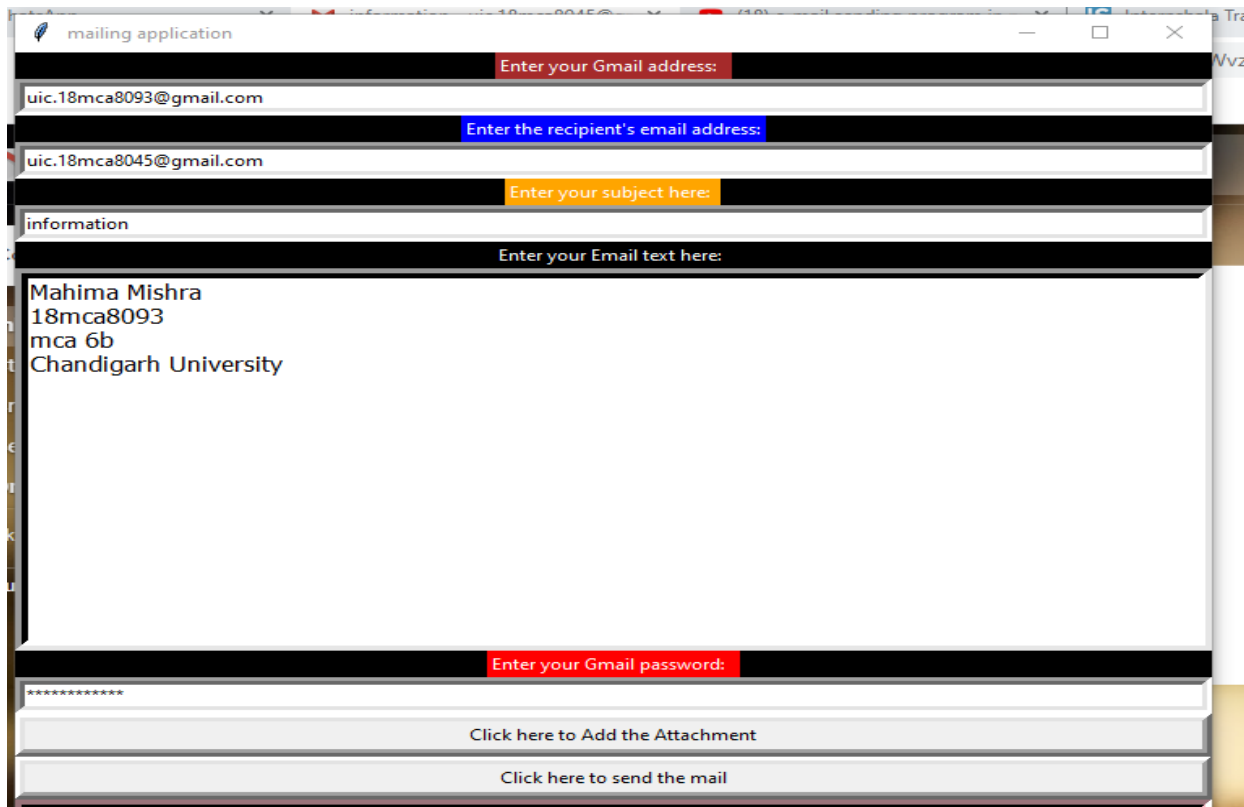 mailing application
Enter your Gmail address:
uic.18mca8093@gmail.com
Enter the recipient's email address:
uic.18mca8045@gmail.com
Enter your subject here:
information
Enter your Email text here:
Mahima Mishra
18mca8093
mca 6b
Chandigarh University
Enter your Gmail password:
************
Click here to Add the Attachment
Click here to send the mail